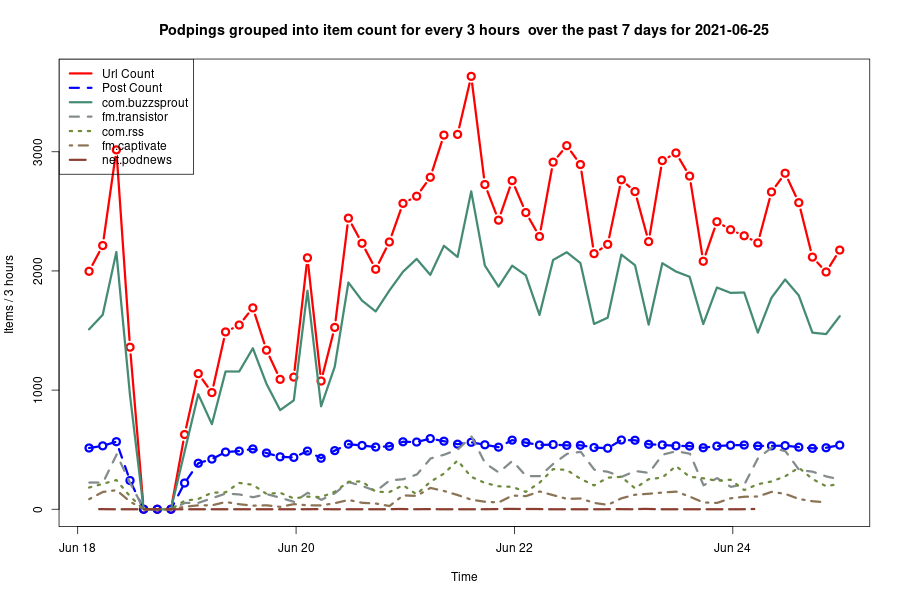 Podpings grouped into item count for every 3 hours over the past 7 days for 2021-06-25
Url Count
Post Count
com.buzzsprout
fm.transistor
com.rss
fm.captivate
net.podnews
Items / 3 hours
3000
2000
1000
0
Jun 18
Jun 20
Jun 22
Jun 24
Time